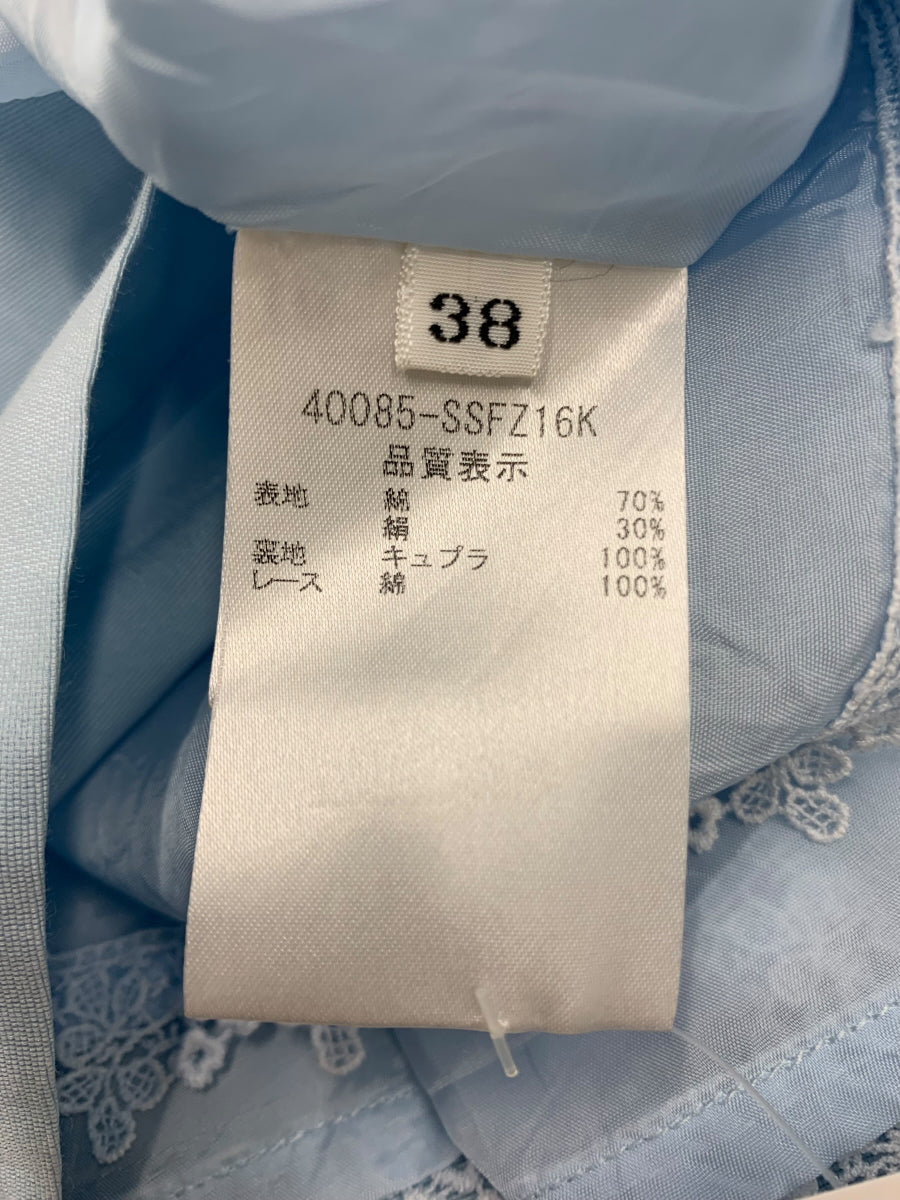 38
40085-SSFZ16K
品質表示
表地 綿 70%
絹 30%
裏地 キュプラ 100%
レース 綿 100%